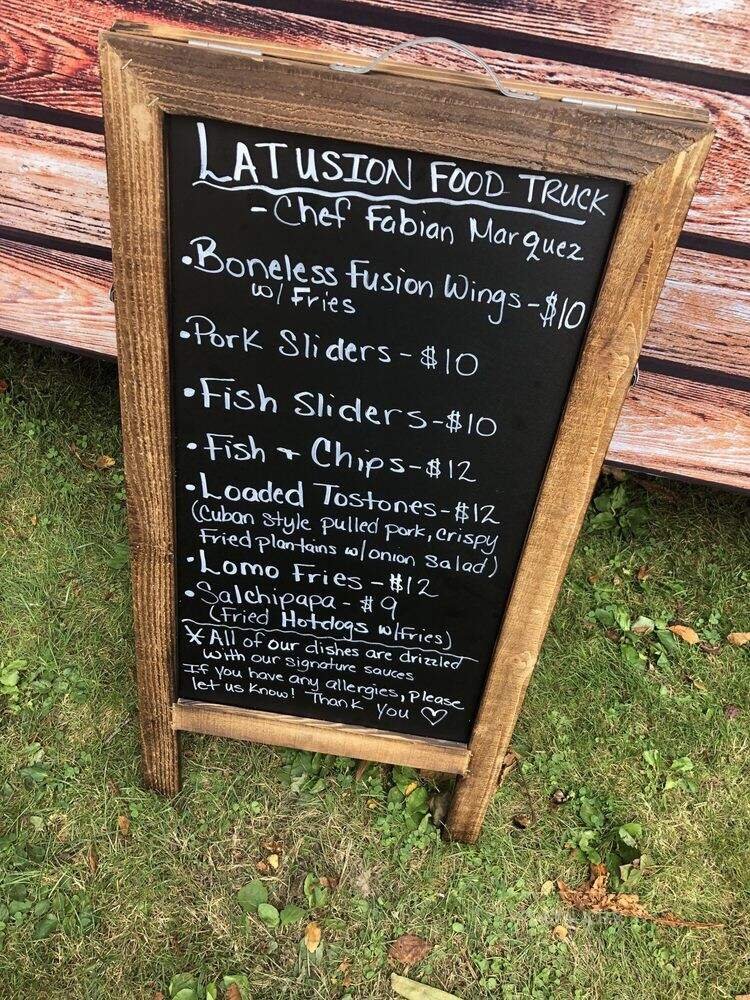 LATUSION FOOD TRUCK
- Chef Fabian Marquez
• Boneless Fusion Wings - $10
w/ Fries
• Pork Sliders - $10
• Fish Sliders - $10
• Fish + Chips - $12
• Loaded Tostones - $12
(Cuban style pulled pork, crispy
Fried plantains w/onion salad)
• Lomo Fries - $12
• Salchipapa - $9
(Fried Hotdogs w/Fries)
* All of our dishes are drizzled
with our signature sauces
If you have any allergies, please
let us know! Thank you ♡